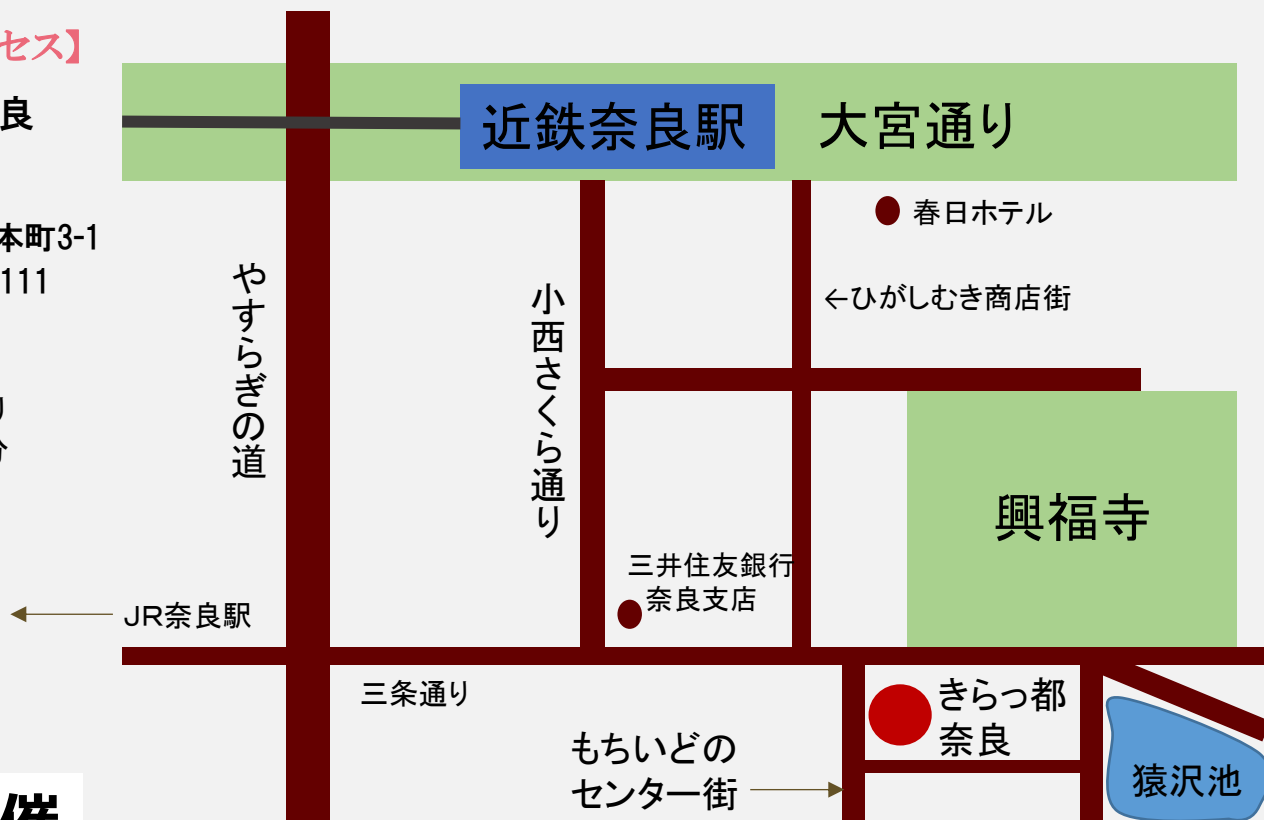 セス】
良
本町3-1
111
り
分
催
近鉄奈良駅
大宮通り
春日ホテル
←ひがしむき商店街
やすらぎの道
小西さくら通り
興福寺
三井住友銀行
奈良支店
JR奈良駅
三条通り
きらっ都
奈良
もちいどの
センター街
猿沢池